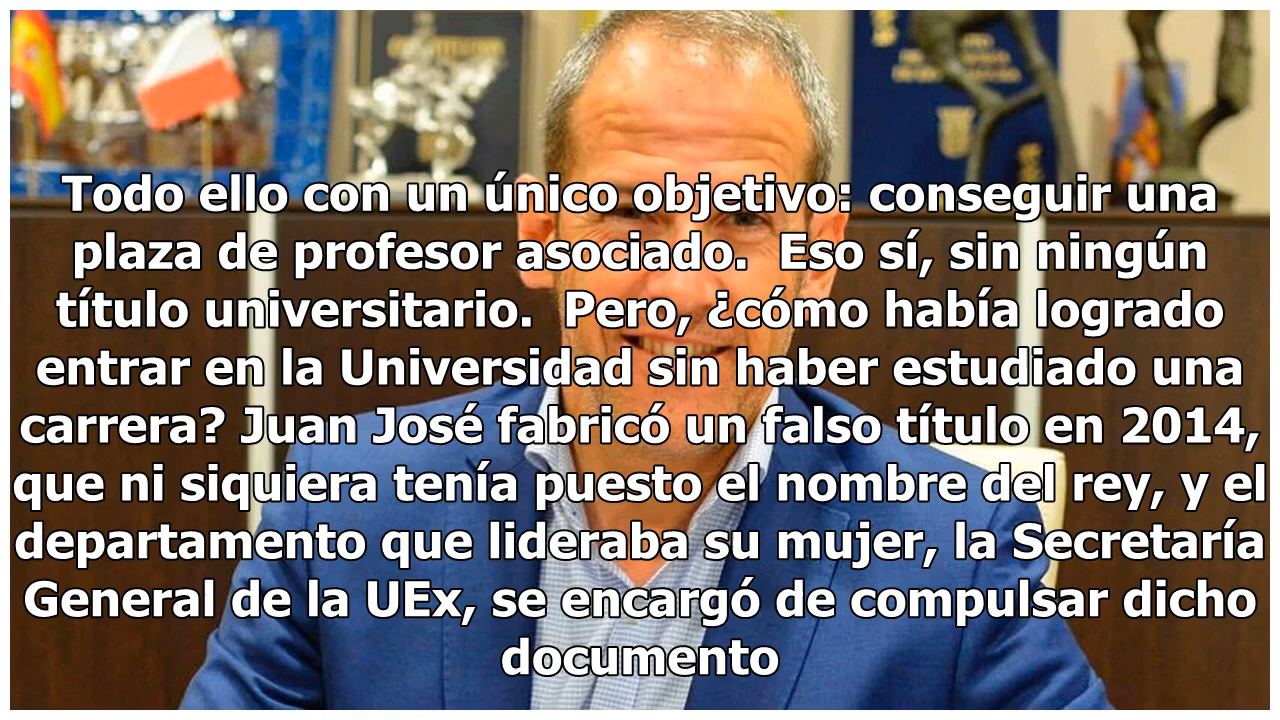 Todo ello con un único objetivo: conseguir una
plaza de profesor asociado.  Eso sí, sin ningún
título universitario.  Pero, ¿cómo había logrado
entrar en la Universidad sin haber estudiado una
carrera? Juan José fabricó un falso título en 2014,
que ni siquiera tenía puesto el nombre del rey, y el
departamento que lideraba su mujer, la Secretaría
General de la UEx, se encargó de compulsar dicho
documento